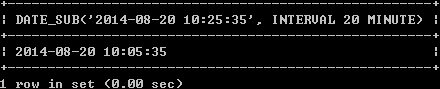 | DATE_SUB('2014-08-20 10:25:35', INTERVAL 20 MINUTE) |
| 2014-08-20 10:05:35 |
1 row in set (0.00 sec)